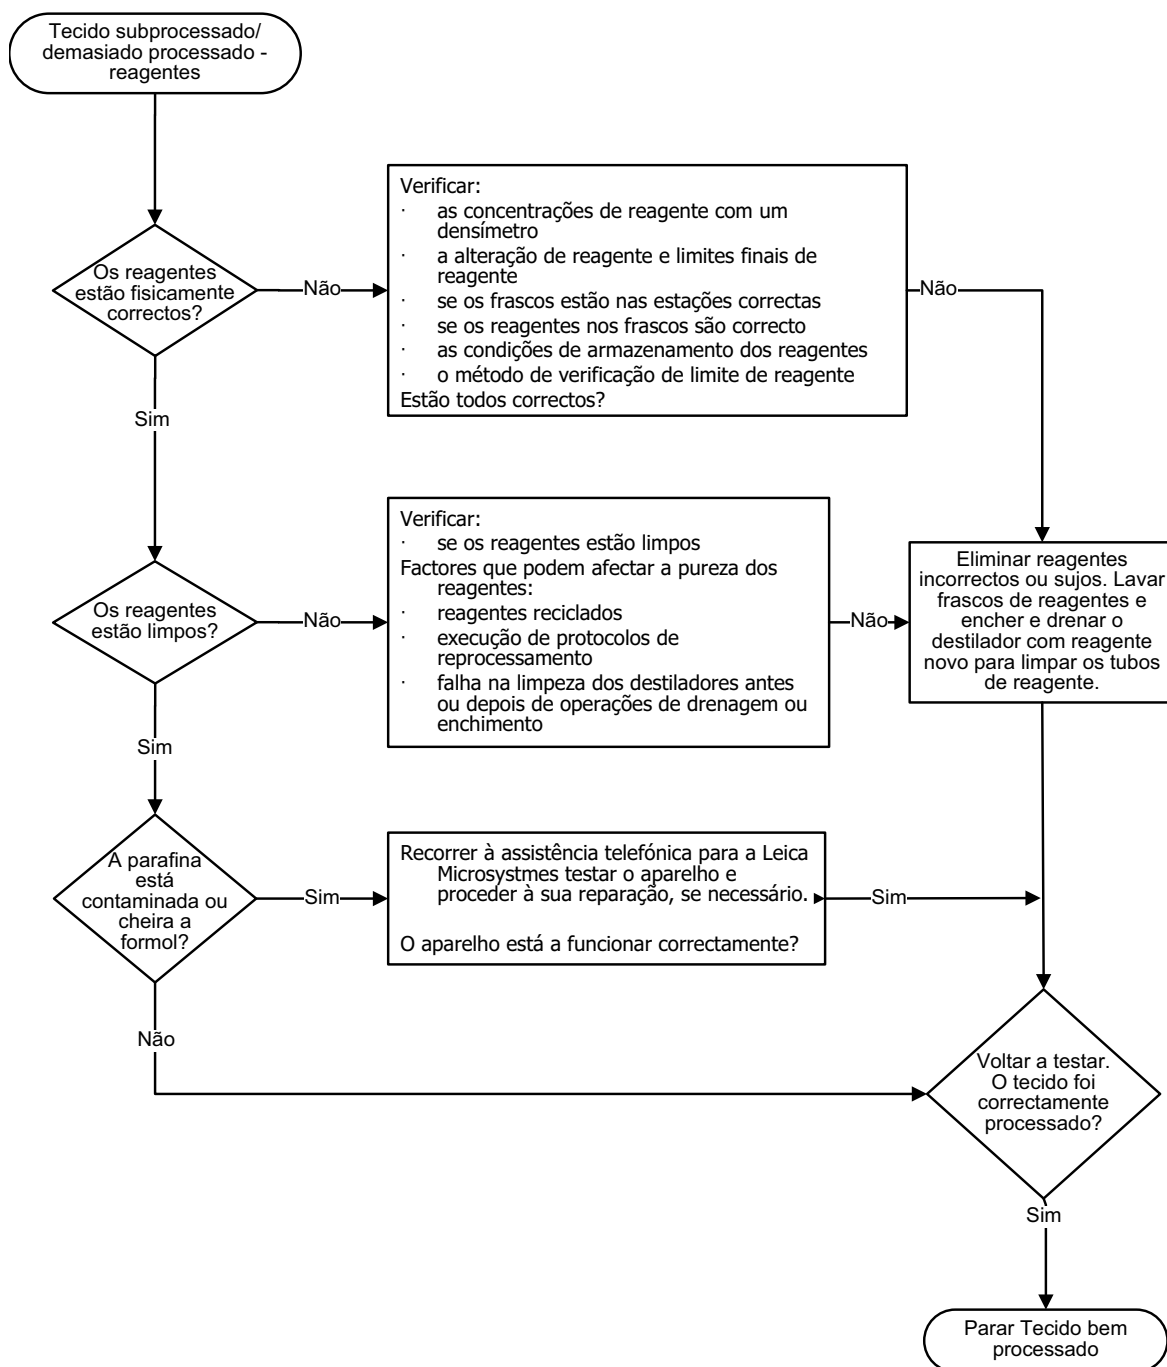 Tecido subprocessado/
demasiado processado -
reagentes
Verificar:
· as concentrações de reagente com um
densímetro
· a alteração de reagente e limites finais de
reagente
· se os frascos estão nas estações correctas
· se os reagentes nos frascos são correcto
· as condições de armazenamento dos reagentes
· o método de verificação de limite de reagente
Estão todos correctos?
Os reagentes
estão fisicamente
correctos?
Não
Não
Sim
Verificar:
· se os reagentes estão limpos
Factores que podem afectar a pureza dos
reagentes:
· reagentes reciclados
· execução de protocolos de
reprocessamento
· falha na limpeza dos destiladores antes
ou depois de operações de drenagem ou
enchimento
Os reagentes
estão limpos?
Não
Não
Eliminar reagentes
incorrectos ou sujos. Lavar
frascos de reagentes e
encher e drenar o
destilador com reagente
novo para limpar os tubos
de reagente.
Sim
A parafina
está
contaminada ou
cheira a
formol?
Sim
Recorrer à assistência telefónica para a Leica
Microsystmes testar o aparelho e
proceder à sua reparação, se necessário.
O aparelho está a funcionar correctamente?
Sim
Não
Voltar a testar.
O tecido foi
correctamente
processado?
Sim
Parar Tecido bem
processado